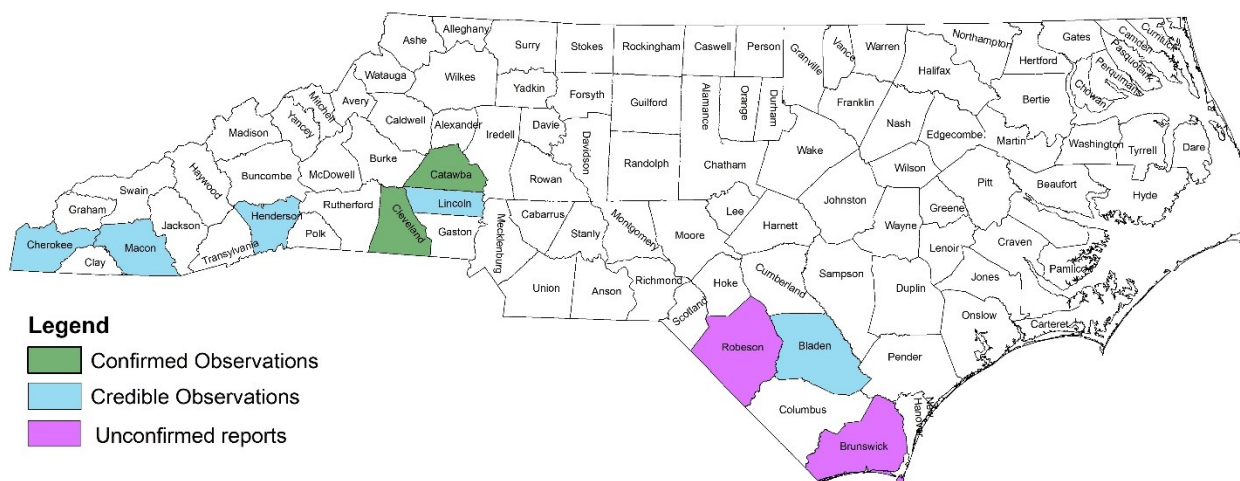 Ashe
Alleghany
Surry
Stokes
Rockingham
Caswell
Person
Granville
Vance
Warren
Northampton
Gates
Camden
Currituck
Pasquotank
Perquimans
Chowan
Hertford
Halifax
Bertie
Watauga
Wilkes
Yadkin
Forsyth
Guilford
Alamance
Orange
Durham
Franklin
Nash
Edgecombe
Martin
Washington
Tyrrell
Dare
Mitchell
Avery
Yancey
Caldwell
Alexander
Iredell
Davie
Davidson
Madison
Burke
McDowell
Buncombe
Haywood
Catawba
Rowan
Randolph
Chatham
Wake
Wilson
Pitt
Beaufort
Hyde
Swain
Graham
Jackson
Henderson
Rutherford
Cleveland
Lincoln
Cabarrus
Montgomery
Lee
Johnston
Greene
Cherokee
Macon
Clay
Transylvania
Polk
Gaston
Mecklenburg
Stanly
Moore
Harnett
Wayne
Lenoir
Craven
Pamlico
Union
Anson
Richmond
Scotland
Hoke
Cumberland
Sampson
Duplin
Jones
Onslow
Carteret
Robeson
Bladen
Pender
Columbus
Brunswick
New
Hanover
Legend
Confirmed Observations
Credible Observations
Unconfirmed reports